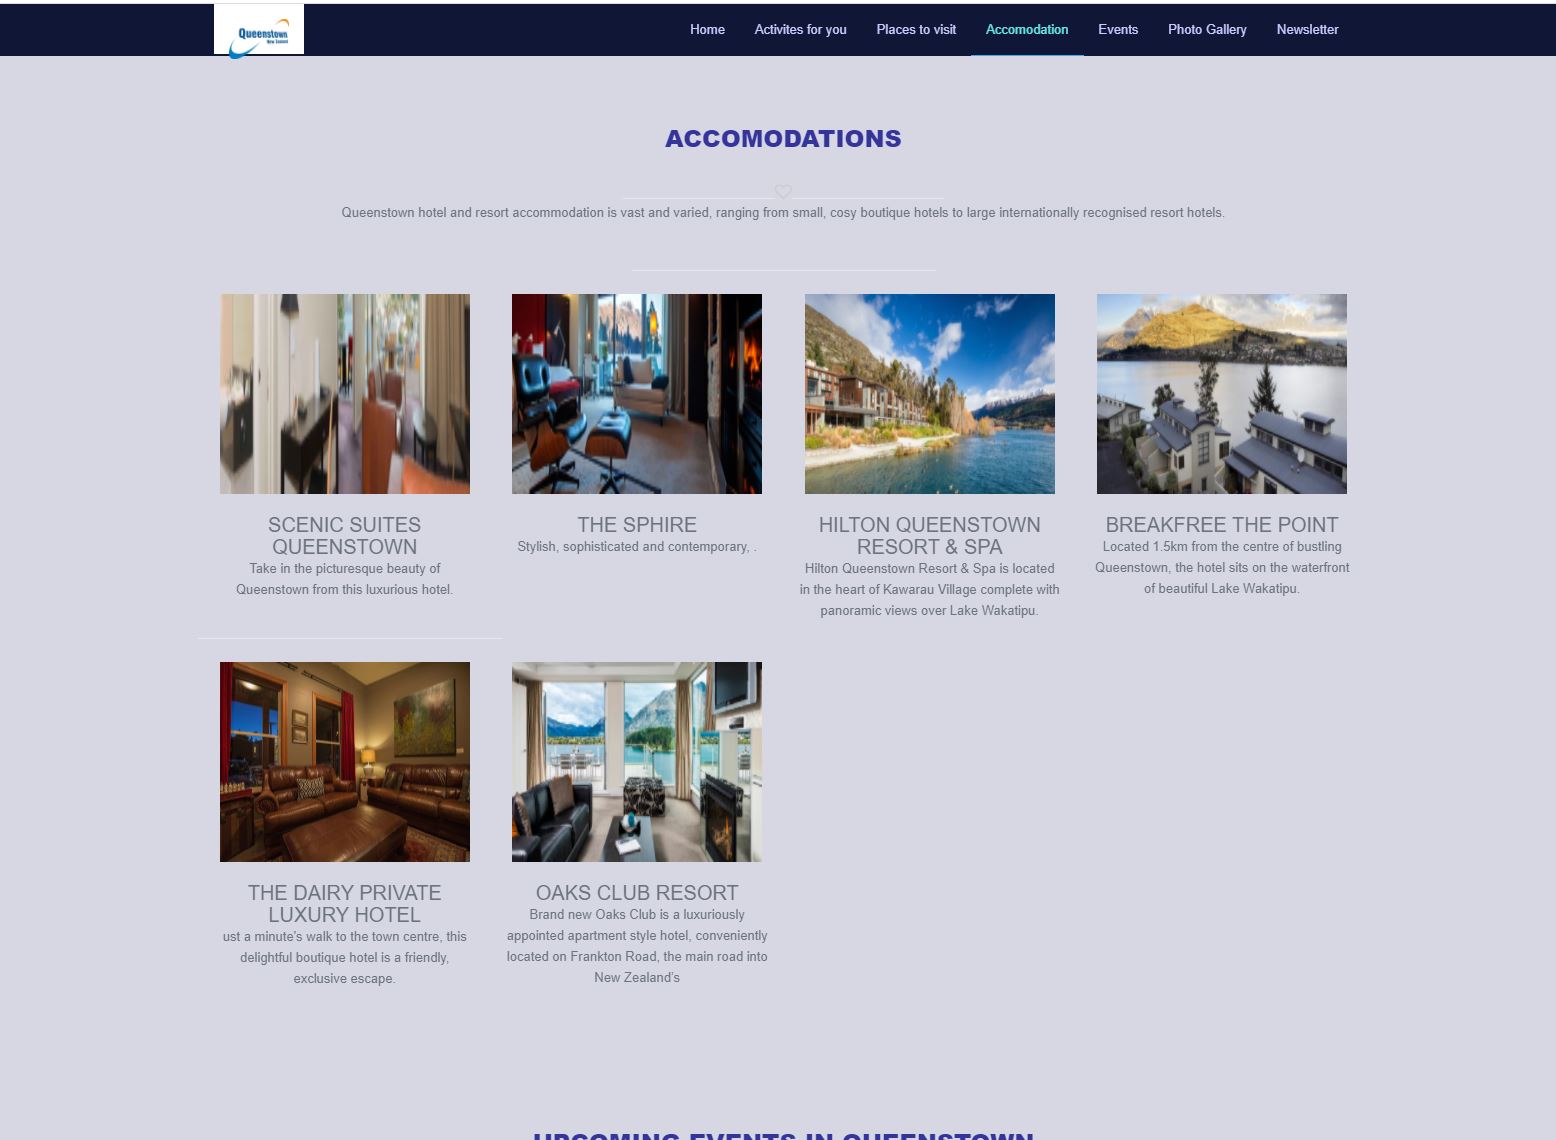 Queenstown
New Zealand
Home Activites for you Places to visit Accomodation Events Photo Gallery Newsletter
ACCOMODATIONS
Queenstown hotel and resort accommodation is vast and varied, ranging from small, cosy boutique hotels to large internationally recognised resort hotels.
SCENIC SUITES
QUEENSTOWN
Take in the picturesque beauty of
Queenstown from this luxurious hotel.
THE SPHIRE
Stylish, sophisticated and contemporary, .
HILTON QUEENSTOWN
RESORT & SPA
Hilton Queenstown Resort & Spa is located
in the heart of Kawarau Village complete with
panoramic views over Lake Wakatipu.
BREAKFREE THE POINT
Located 1.5km from the centre of bustling
Queenstown, the hotel sits on the waterfront
of beautiful Lake Wakatipu.
THE DAIRY PRIVATE
LUXURY HOTEL
ust a minute's walk to the town centre, this
delightful boutique hotel is a friendly,
exclusive escape.
OAKS CLUB RESORT
Brand new Oaks Club is a luxuriously
appointed apartment style hotel, conveniently
located on Frankton Road, the main road into
New Zealand's
UPCOMING EVENTS IN QUEENSTOWN